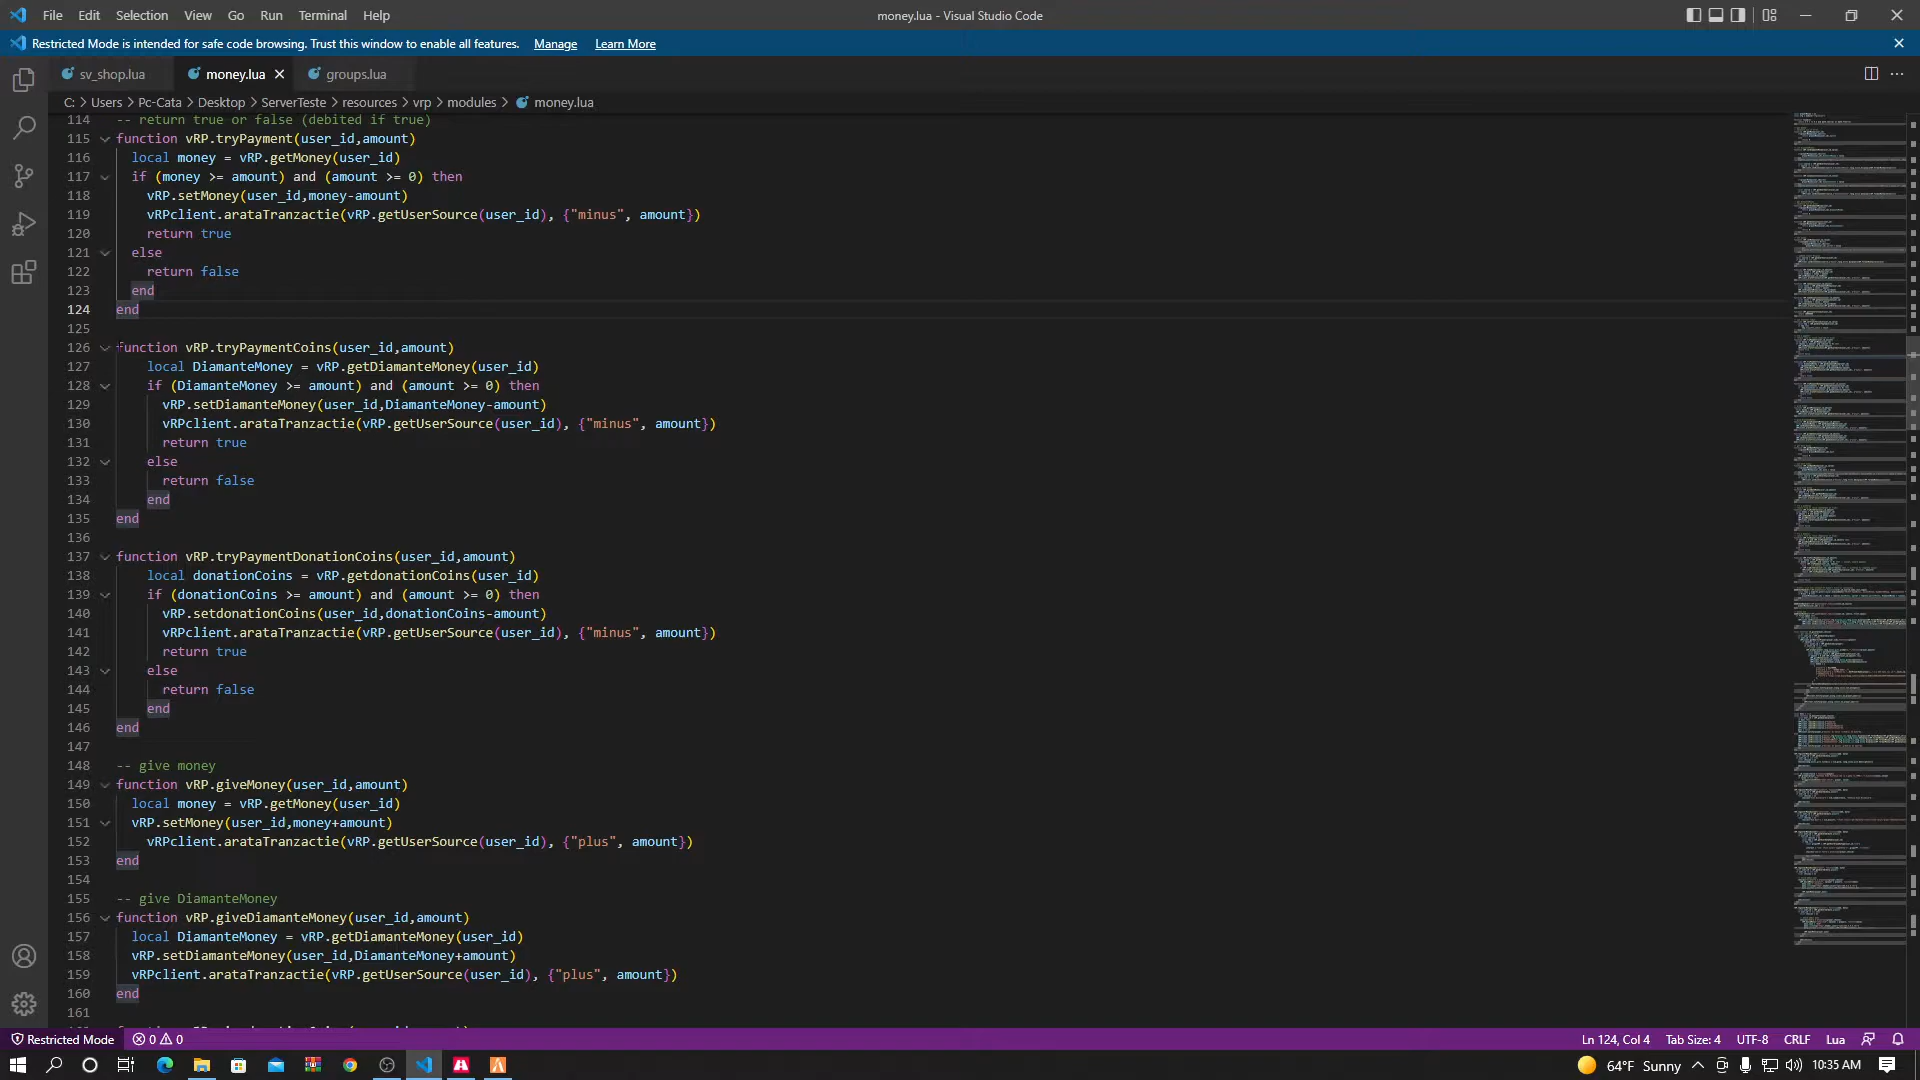 File Edit Selection View Go Run Terminal Help
money.lua - Visual Studio Code
Restricted Mode is intended for safe code browsing. Trust this window to enable all features. Manage Learn More
sv_shop.lua money.lua groups.lua
C: > Users > Pc-Cata > Desktop > ServerTeste > resources > vrp > modules > money.lua
114 -- return true or false (debited if true)
115 function vRP.tryPayment(user_id,amount)
116 local money = vRP.getMoney(user_id)
117 if (money >= amount) and (amount >= 0) then
118 vRP.setMoney(user_id,money-amount)
119 vRPclient.arataTranzactie(vRP.getUserSource(user_id), {"minus", amount})
120 return true
121 else
122 return false
123 end
124 end
125
126 function vRP.tryPaymentCoins(user_id,amount)
127 local DiamanteMoney = vRP.getDiamanteMoney(user_id)
128 if (DiamanteMoney >= amount) and (amount >= 0) then
129 vRP.setDiamanteMoney(user_id,DiamanteMoney-amount)
130 vRPclient.arataTranzactie(vRP.getUserSource(user_id), {"minus", amount})
131 return true
132 else
133 return false
134 end
135 end
136
137 function vRP.tryPaymentDonationCoins(user_id,amount)
138 local donationCoins = vRP.getdonationCoins(user_id)
139 if (donationCoins >= amount) and (amount >= 0) then
140 vRP.setdonationCoins(user_id,donationCoins-amount)
141 vRPclient.arataTranzactie(vRP.getUserSource(user_id), {"minus", amount})
142 return true
143 else
144 return false
145 end
146 end
147
148 -- give money
149 function vRP.giveMoney(user_id,amount)
150 local money = vRP.getMoney(user_id)
151 vRP.setMoney(user_id,money+amount)
152 vRPclient.arataTranzactie(vRP.getUserSource(user_id), {"plus", amount})
153 end
154
155 -- give DiamanteMoney
156 function vRP.giveDiamanteMoney(user_id,amount)
157 local DiamanteMoney = vRP.getDiamanteMoney(user_id)
158 vRP.setDiamanteMoney(user_id,DiamanteMoney+amount)
159 vRPclient.arataTranzactie(vRP.getUserSource(user_id), {"plus", amount})
160 end
161
Restricted Mode 0 0 Ln 124, Col 4 Tab Size: 4 UTF-8 CRLF Lua
64°F Sunny 10:35 AM